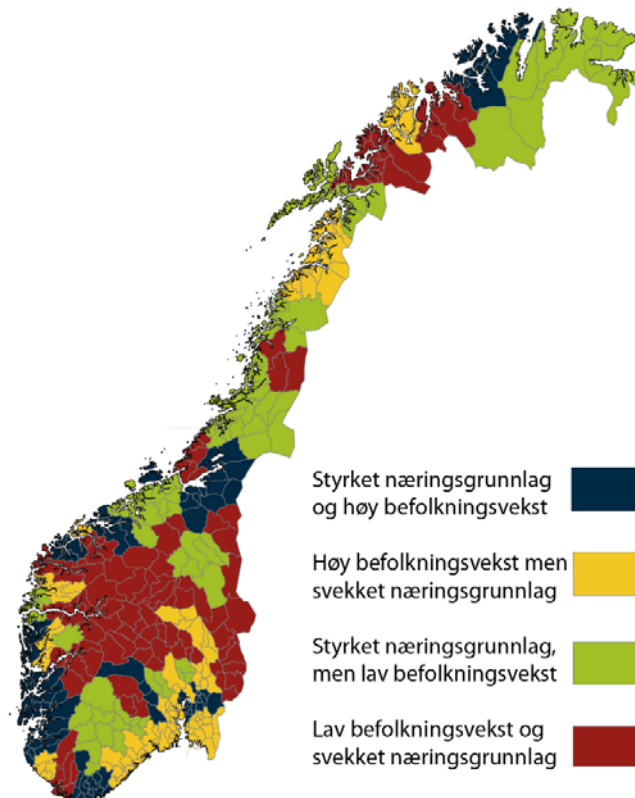 Styrket næringsgrunnlag
og høy befolkningsvekst
Høy befolkningsvekst men
svekket næringsgrunnlag
Styrket næringsgrunnlag,
men lav befolkningsvekst
Lav befolkningsvekst og
svekket næringsgrunnlag